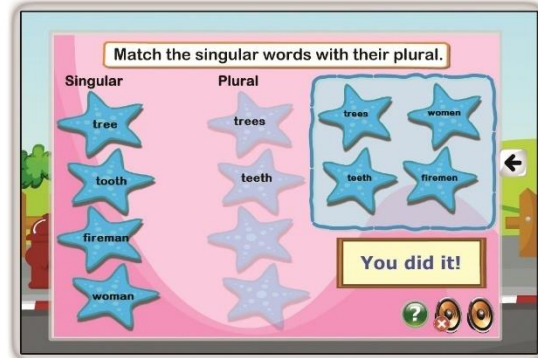 Match the singular words with their plural.
Singular Plural
tree trees trees women
tooth teeth teeth firemen
fireman
woman
You did it!
?